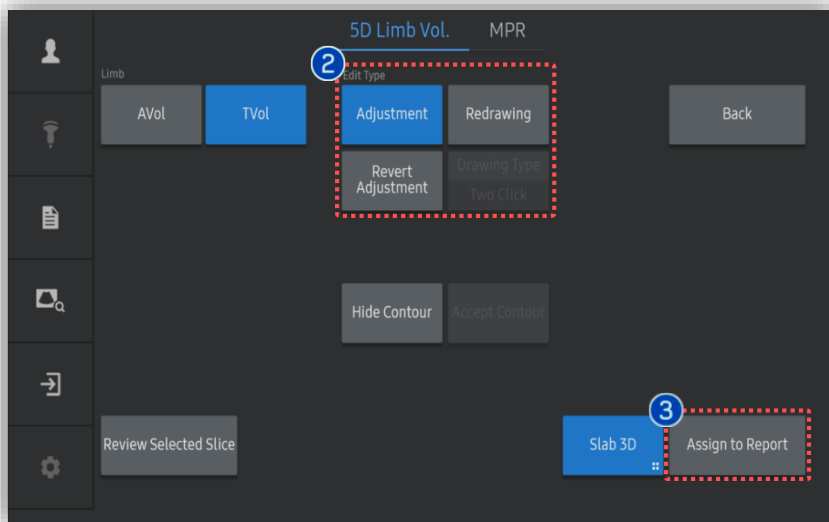 5D Limb Vol. MPR
2
Limb Edit Type
AVol TVol Adjustment Redrawing Back
Revert
Adjustment
Drawing Type
Two Click
Hide Contour Accept Contour
3
Review Selected Slice Slab 3D Assign to Report